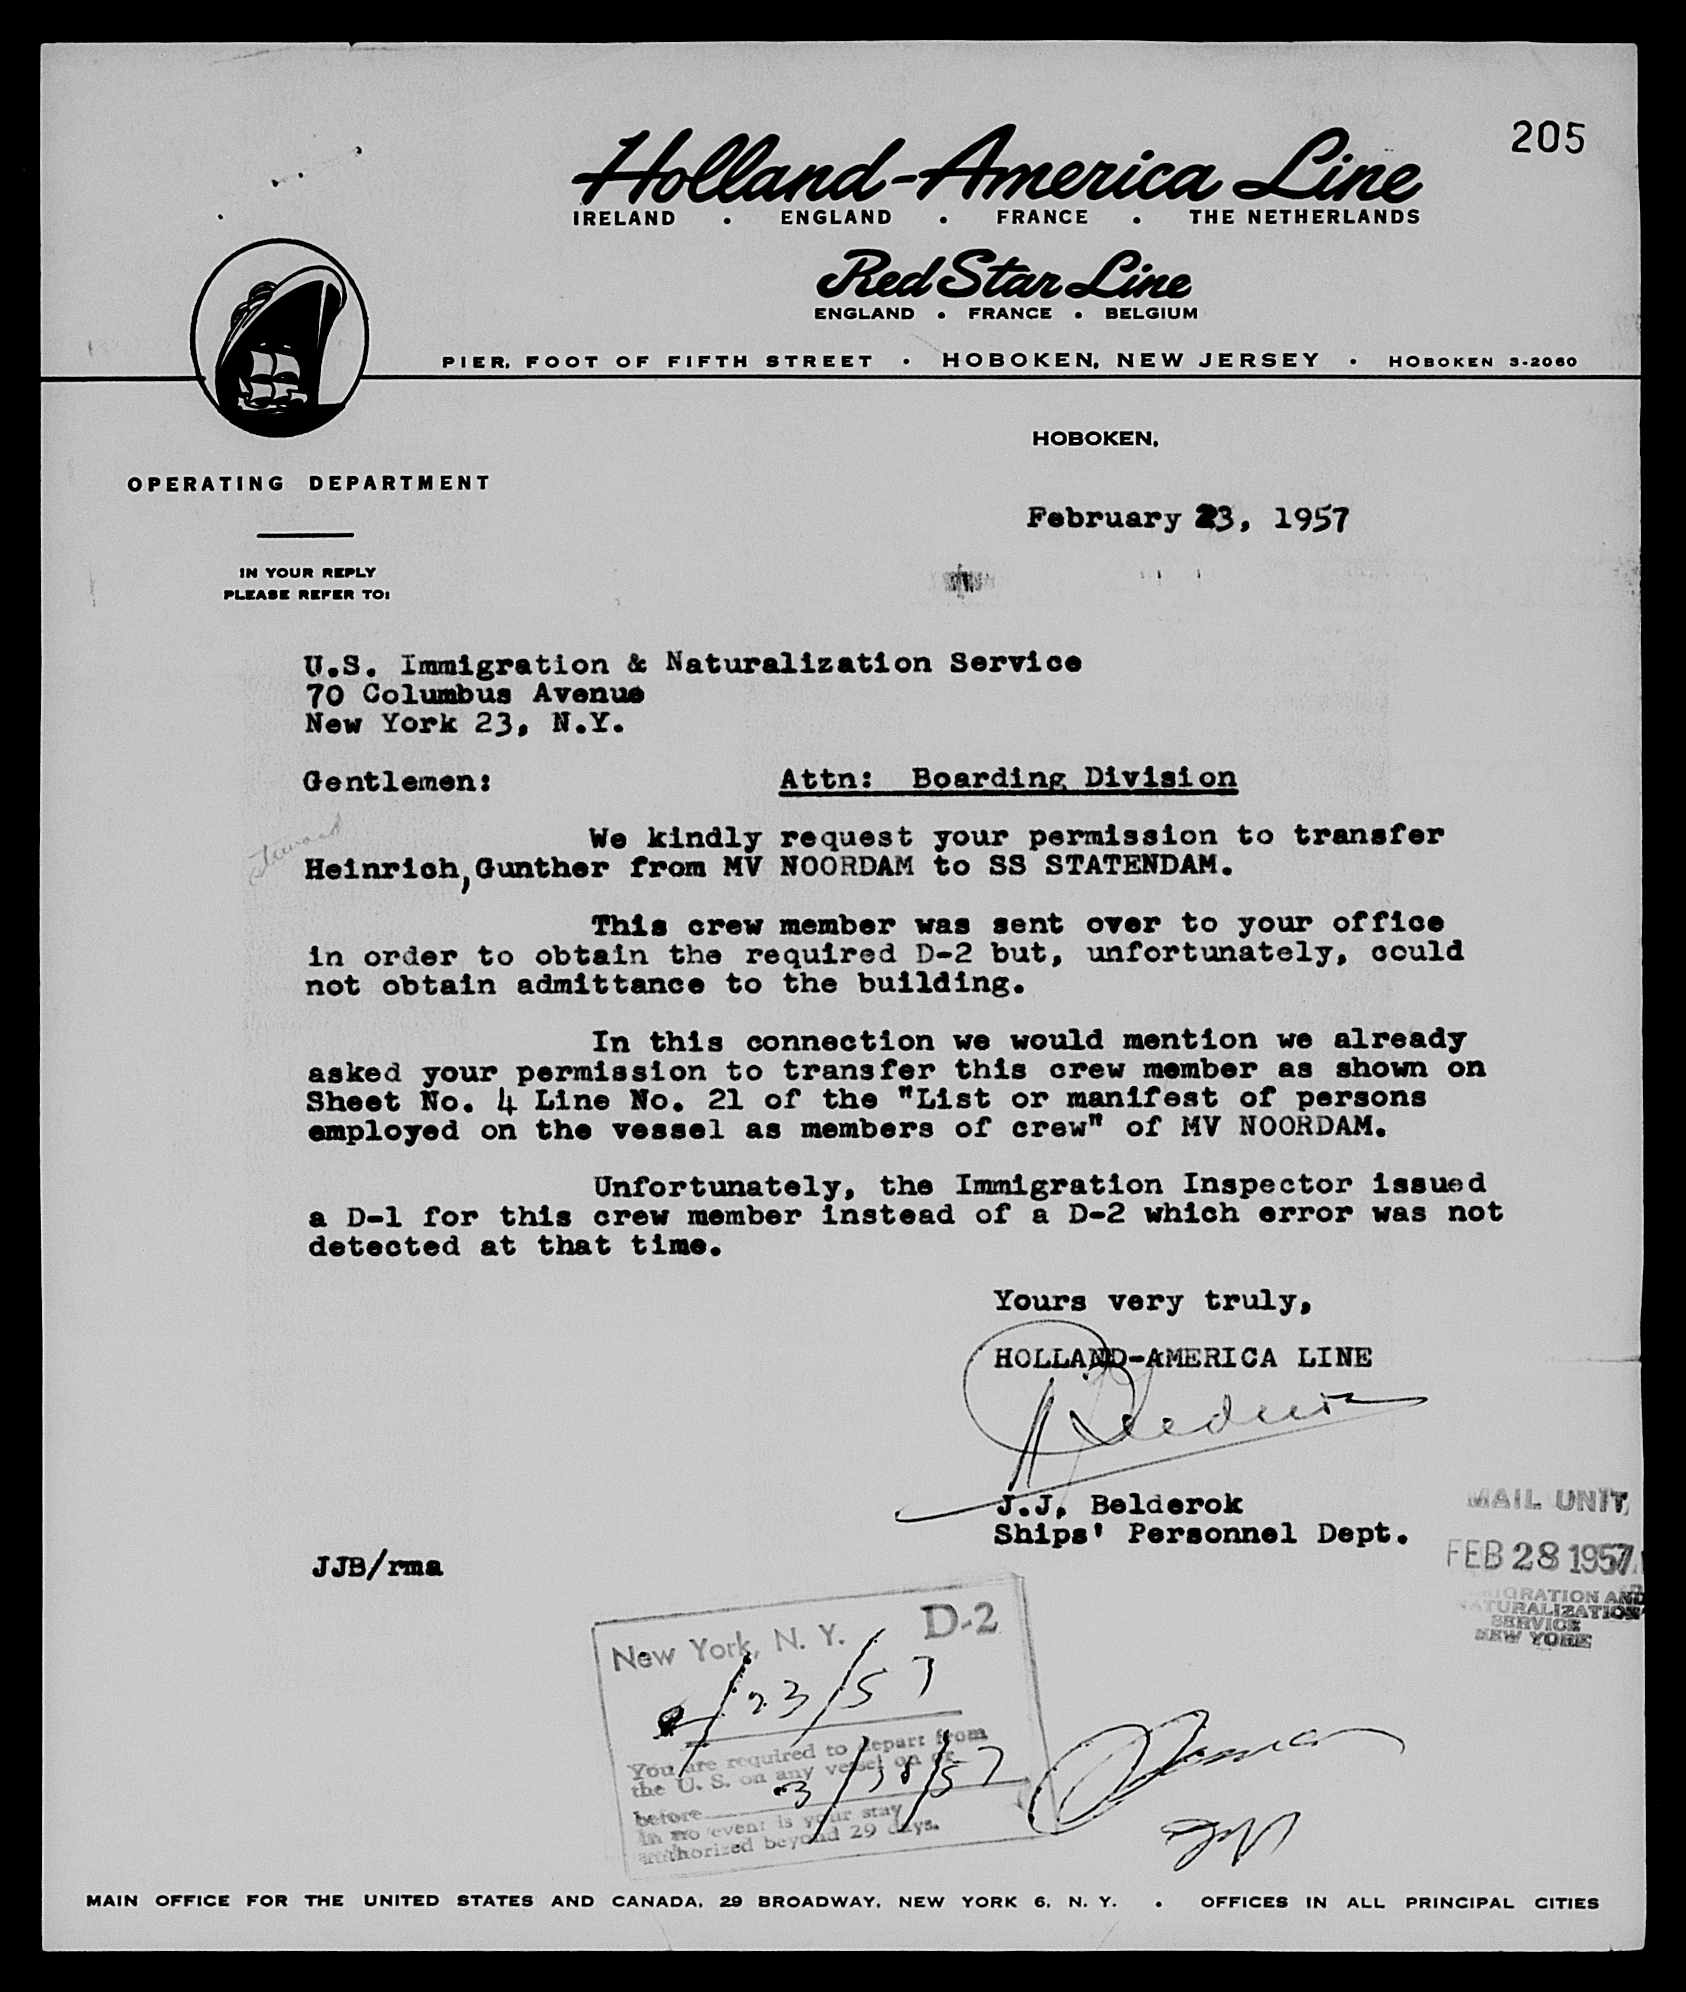 205
Holland-America Line
IRELAND • ENGLAND • FRANCE • THE NETHERLANDS
Red Star Line
ENGLAND • FRANCE • BELGIUM
PIER, FOOT OF FIFTH STREET • HOBOKEN, NEW JERSEY • HOBOKEN 3-2060
HOBOKEN,
OPERATING DEPARTMENT
February 23, 1957
IN YOUR REPLY
PLEASE REFER TO:
U.S. Immigration & Naturalization Service
70 Columbus Avenue
New York 23, N.Y.
Gentlemen: Attn: Boarding Division
Steward
We kindly request your permission to transfer
Heinrich, Gunther from MV NOORDAM to SS STATENDAM.
This crew member was sent over to your office
in order to obtain the required D-2 but, unfortunately, could
not obtain admittance to the building.
In this connection we would mention we already
asked your permission to transfer this crew member as shown on
Sheet No. 4 Line No. 21 of the "List or manifest of persons
employed on the vessel as members of crew" of MV NOORDAM.
Unfortunately, the Immigration Inspector issued
a D-1 for this crew member instead of a D-2 which error was not
detected at that time.
Yours very truly,
HOLLAND-AMERICA LINE
J.J. Belderok
Ships' Personnel Dept.
JJB/rma
MAIL UNIT
FEB 28 1957
IMMIGRATION AND
NATURALIZATION
SERVICE
NEW YORK
New York, N. Y. D-2
2/23/57
You are required to depart from
the U. S. on any vessel on or
before 3/18/57
in no event is your stay
authorized beyond 29 days.
MAIN OFFICE FOR THE UNITED STATES AND CANADA, 29 BROADWAY, NEW YORK 6, N. Y. • OFFICES IN ALL PRINCIPAL CITIES